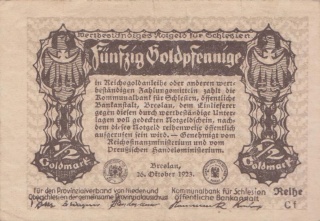 Wertbeständiges Notgeld für Schlesien
Fünfzig Goldpfennige
in Reichsgoldanleihe oder anderen wert-
beständigen Zahlungsmitteln zahlt die
Kommunalbank für Schlesien, öffentliche
Bankanstalt, Breslau, dem Einlieferer
gegen diesen durch wertbeständige Unter-
lagen voll gedeckten Notgeldschein, nach-
dem dieses Notgeld reihenweise öffentlich
aufgerufen sein wird. — Genehmigt vom
Reichsfinanzministerium und vom
Preußischen Handelsministerium.
1/2 Goldmark
1/2 Goldmark
Breslau,
26. Oktober 1923.
Für den Provinzialverband von Nieder- und
Oberschlesien der gemeinsame Provinzialausschuß
Kommunalbank für Schlesien
öffentliche Bankanstalt
Reihe
C1